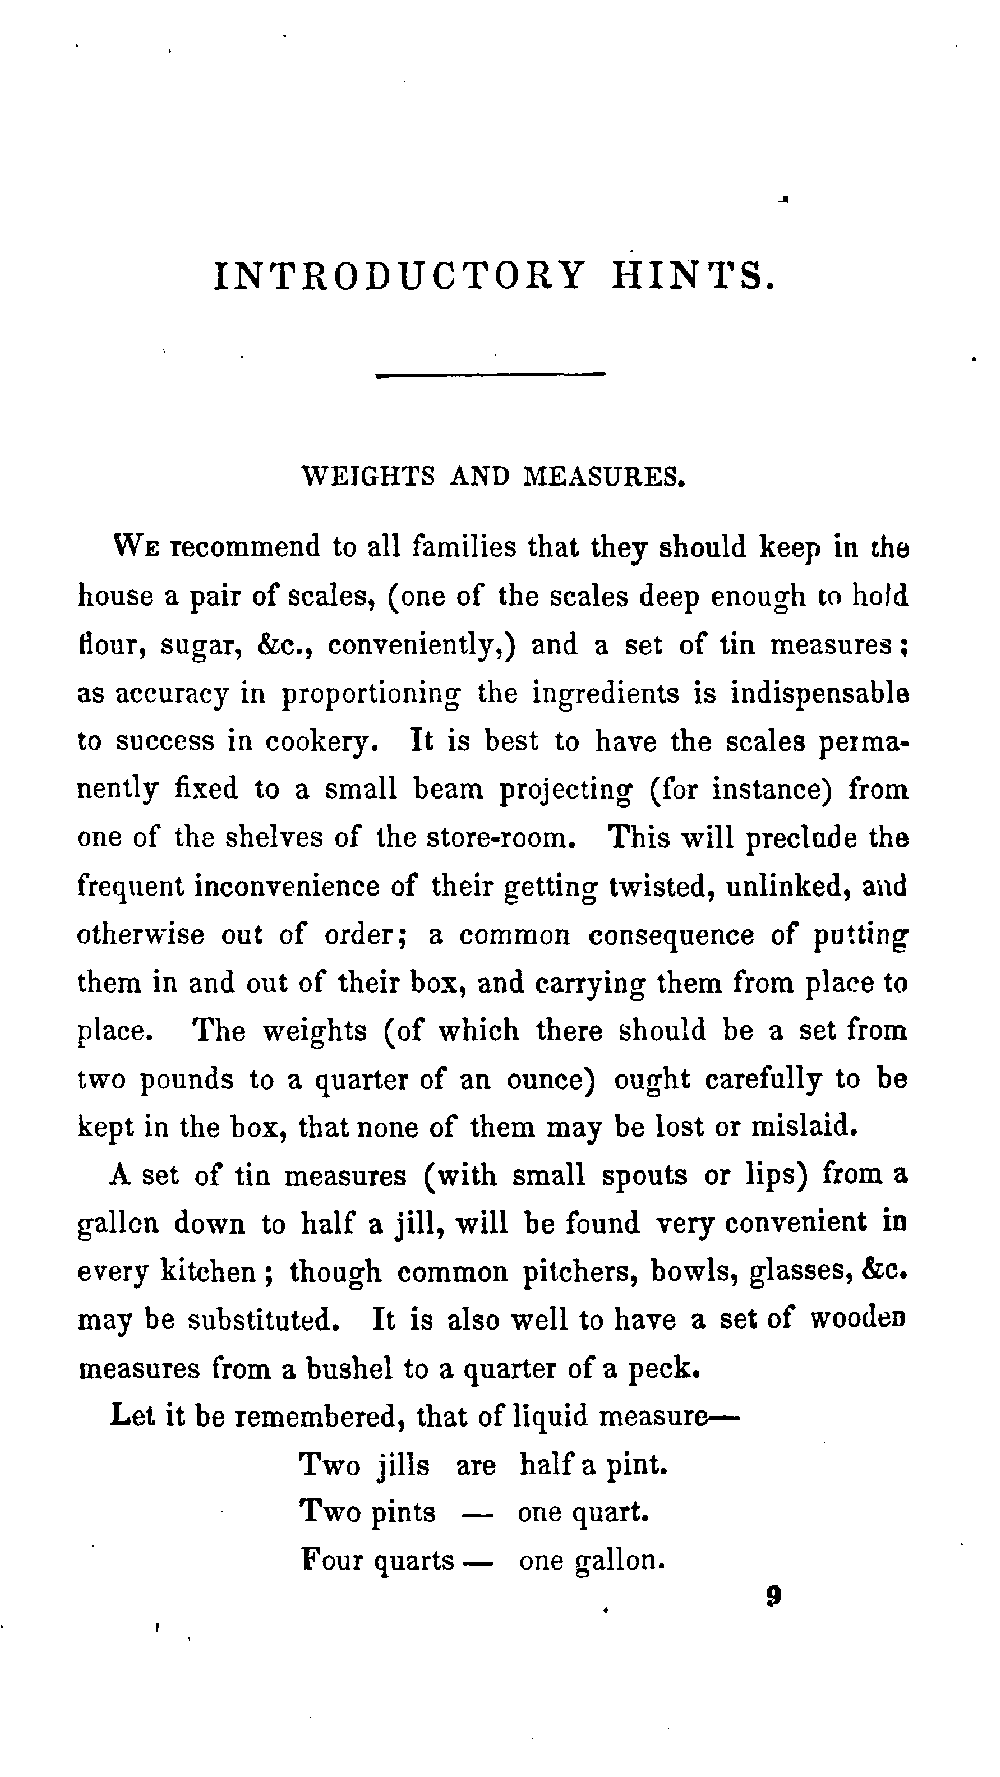 INTRODUCTORY HINTS.
WEIGHTS AND MEASURES.
We recommend to all families that they should keep in the
house a pair of scales, (one of the scales deep enough to hold
flour, sugar, &c., conveniently,) and a set of tin measures;
as accuracy in proportioning the ingredients is indispensable
to success in cookery. It is best to have the scales perma-
nently fixed to a small beam projecting (for instance) from
one of the shelves of the store-room. This will preclude the
frequent inconvenience of their getting twisted, unlinked, and
otherwise out of order; a common consequence of putting
them in and out of their box, and carrying them from place to
place. The weights (of which there should be a set from
two pounds to a quarter of an ounce) ought carefully to be
kept in the box, that none of them may be lost or mislaid.
A set of tin measures (with small spouts or lips) from a
gallon down to half a jill, will be found very convenient in
every kitchen; though common pitchers, bowls, glasses, &c.
may be substituted. It is also well to have a set of wooden
measures from a bushel to a quarter of a peck.
Let it be remembered, that of liquid measure—
Two jills are half a pint.
Two pints — one quart.
Four quarts — one gallon.
9